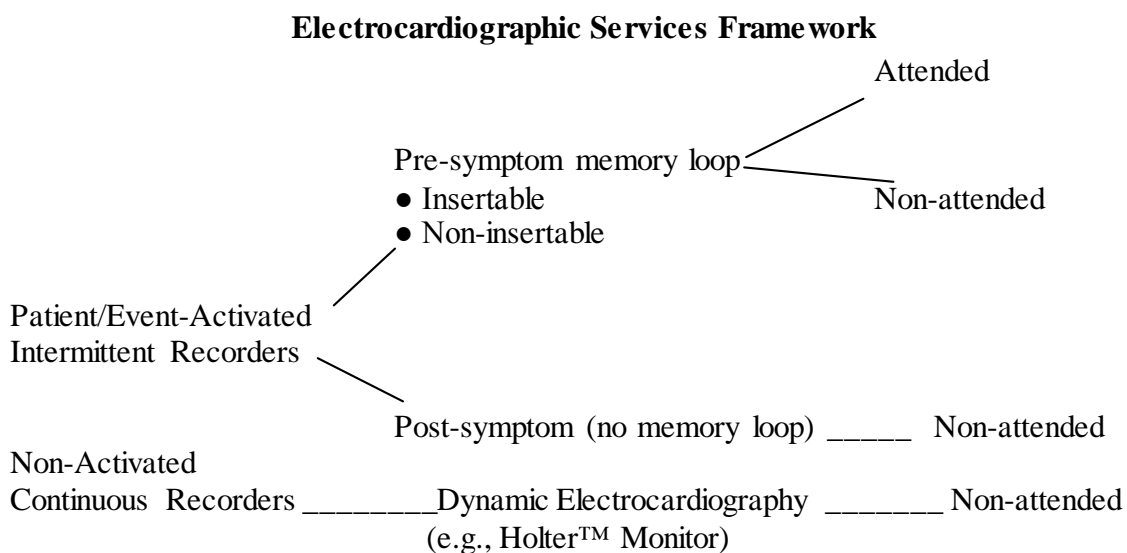 Electrocardiographic Services Framework
Attended
Pre-symptom memory loop
● Insertable
Non-attended
● Non-insertable
Patient/Event-Activated
Intermittent Recorders
Post-symptom (no memory loop) _____ Non-attended
Non-Activated
Continuous Recorders ________Dynamic Electrocardiography _______ Non-attended
(e.g., Holter™ Monitor)